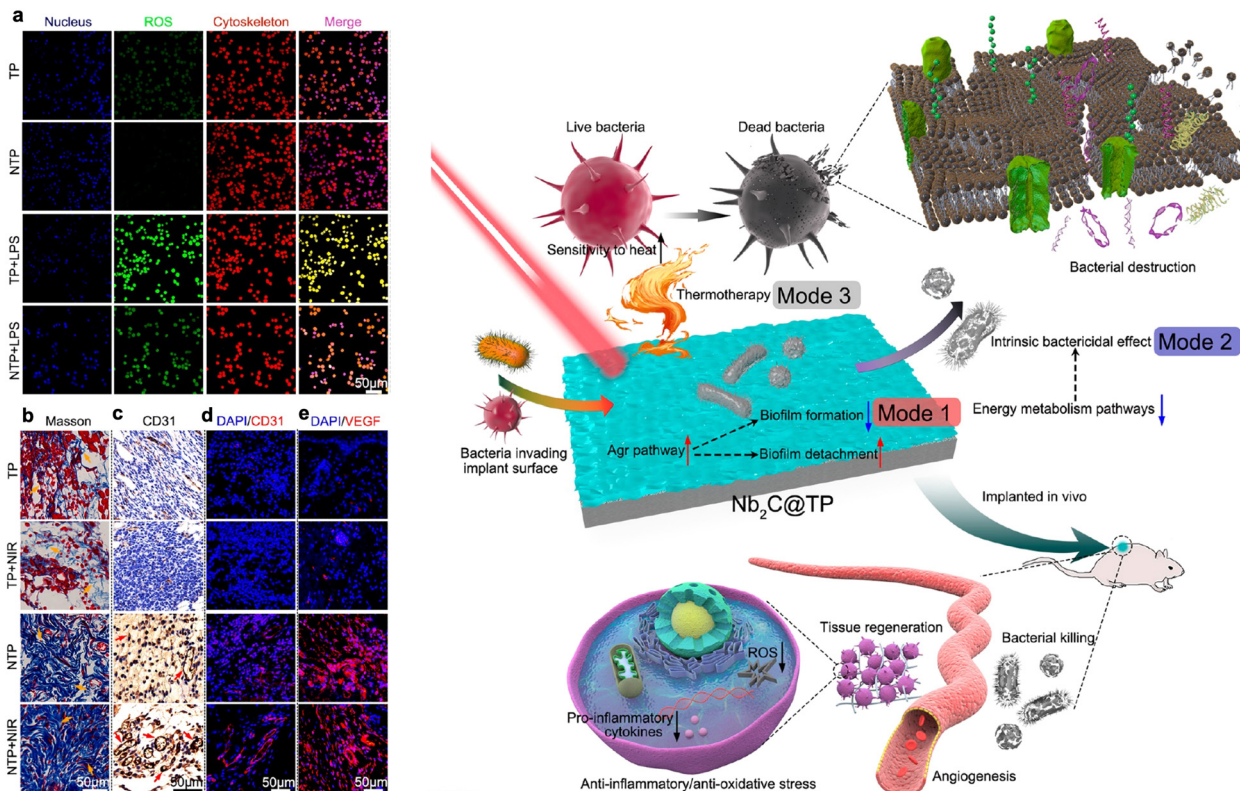 a
Nucleus ROS Cytoskeleton Merge
TP
NTP
TP+LPS
NTP+LPS
50μm
b Masson c CD31 d DAPI/CD31 e DAPI/VEGF
TP
TP+NIR
NTP
NTP+NIR
50μm 50μm 50μm 50μm
Live bacteria
Dead bacteria
Sensitivity to heat
Bacterial destruction
Thermotherapy Mode 3
Intrinsic bactericidal effect Mode 2
Energy metabolism pathways
Biofilm formation Mode 1
Agr pathway
Biofilm detachment
Bacteria invading
implant surface
Nb₂C@TP
Implanted in vivo
Tissue regeneration
Bacterial killing
ROS
Pro-inflammatory
cytokines
Anti-inflammatory/anti-oxidative stress
Angiogenesis